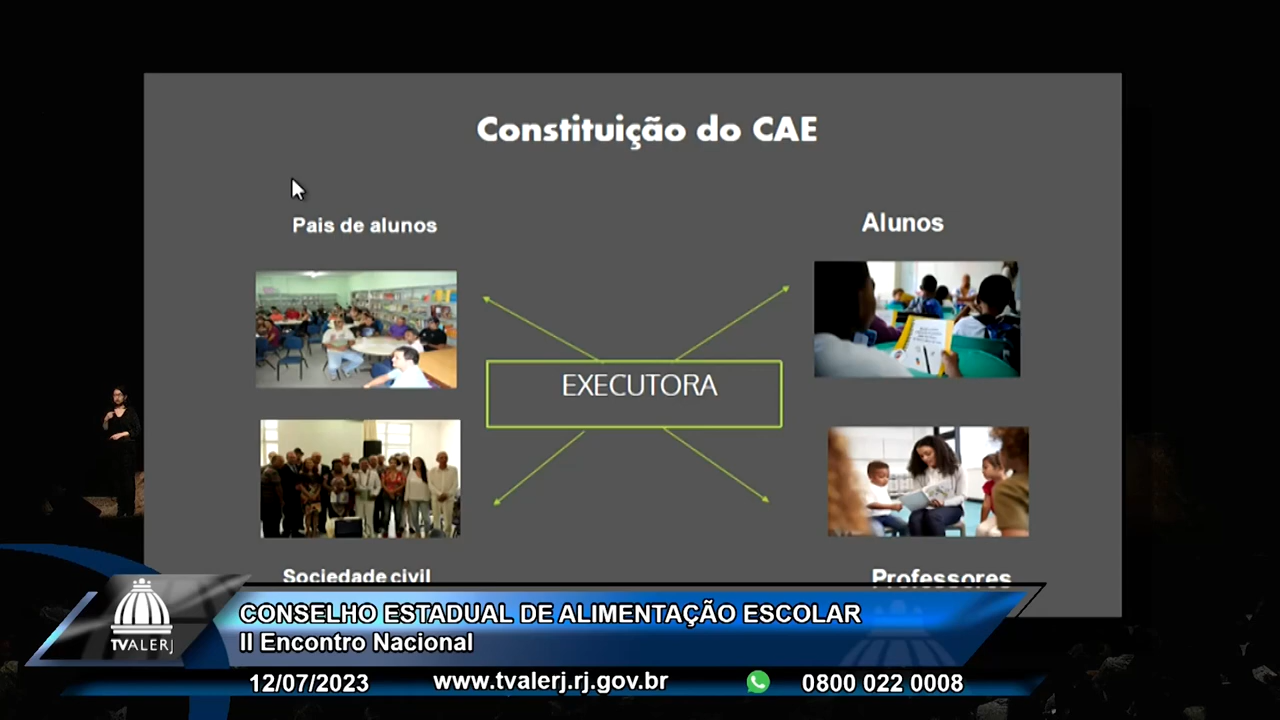 Constituição do CAE
Pais de alunos
Alunos
EXECUTORA
Sociedade civil
Professores
CONSELHO ESTADUAL DE ALIMENTAÇÃO ESCOLAR
II Encontro Nacional
TVALERJ
12/07/2023
www.tvalerj.rj.gov.br
0800 022 0008